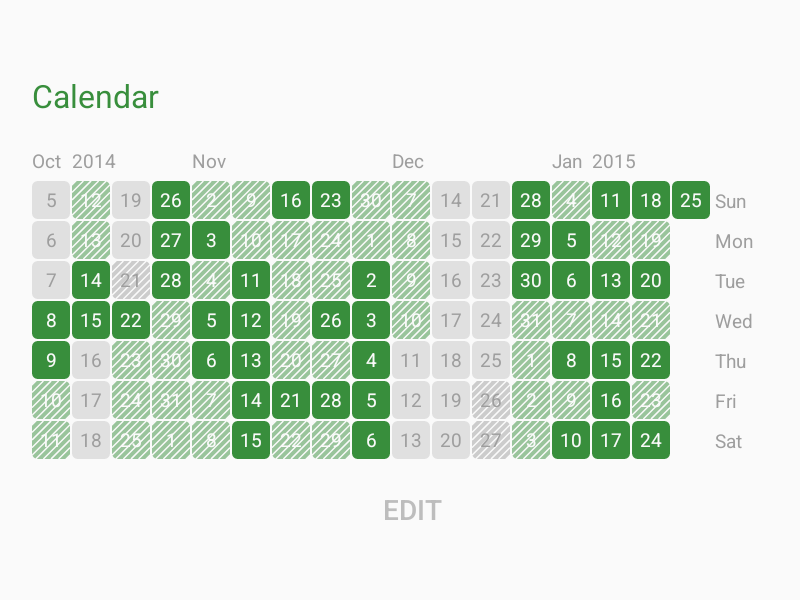 Calendar
Oct 2014 Nov Dec Jan 2015
5 12 19 26 2 9 16 23 30 7 14 21 28 4 11 18 25 Sun
6 13 20 27 3 10 17 24 1 8 15 22 29 5 12 19 Mon
7 14 21 28 4 11 18 25 2 9 16 23 30 6 13 20 Tue
8 15 22 29 5 12 19 26 3 10 17 24 31 7 14 21 Wed
9 16 23 30 6 13 20 27 4 11 18 25 1 8 15 22 Thu
10 17 24 31 7 14 21 28 5 12 19 26 2 9 16 23 Fri
11 18 25 1 8 15 22 29 6 13 20 27 3 10 17 24 Sat
EDIT